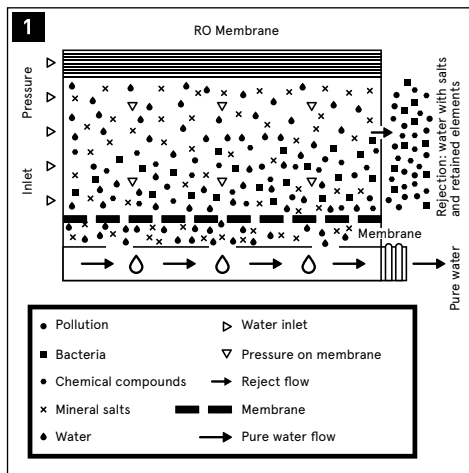 1
RO Membrane
Pressure
Inlet
Rejection: water with salts
and retained elements
Membrane
Pure water
Pollution
Bacteria
Chemical compounds
Mineral salts
Water
Water inlet
Pressure on membrane
Reject flow
Membrane
Pure water flow